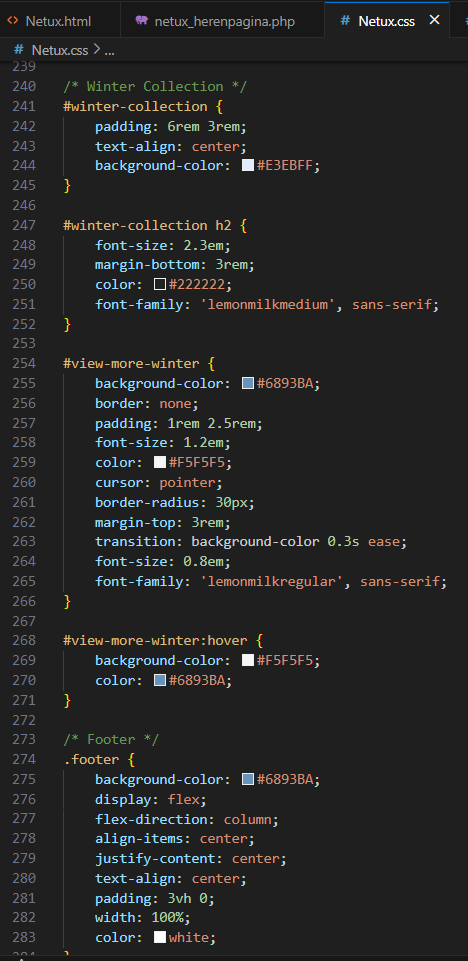 <> Netux.html netux_herenpagina.php # Netux.css ×
# Netux.css > ...
239
240 /* Winter Collection */
241 #winter-collection {
242 padding: 6rem 3rem;
243 text-align: center;
244 background-color: #E3EBFF;
245 }
246
247 #winter-collection h2 {
248 font-size: 2.3em;
249 margin-bottom: 3rem;
250 color: #222222;
251 font-family: 'lemonmilkmedium', sans-serif;
252 }
253
254 #view-more-winter {
255 background-color: #6893BA;
256 border: none;
257 padding: 1rem 2.5rem;
258 font-size: 1.2em;
259 color: #F5F5F5;
260 cursor: pointer;
261 border-radius: 30px;
262 margin-top: 3rem;
263 transition: background-color 0.3s ease;
264 font-size: 0.8em;
265 font-family: 'lemonmilkregular', sans-serif;
266 }
267
268 #view-more-winter:hover {
269 background-color: #F5F5F5;
270 color: #6893BA;
271 }
272
273 /* Footer */
274 .footer {
275 background-color: #6893BA;
276 display: flex;
277 flex-direction: column;
278 align-items: center;
279 justify-content: center;
280 text-align: center;
281 padding: 3vh 0;
282 width: 100%;
283 color: white;
284 }